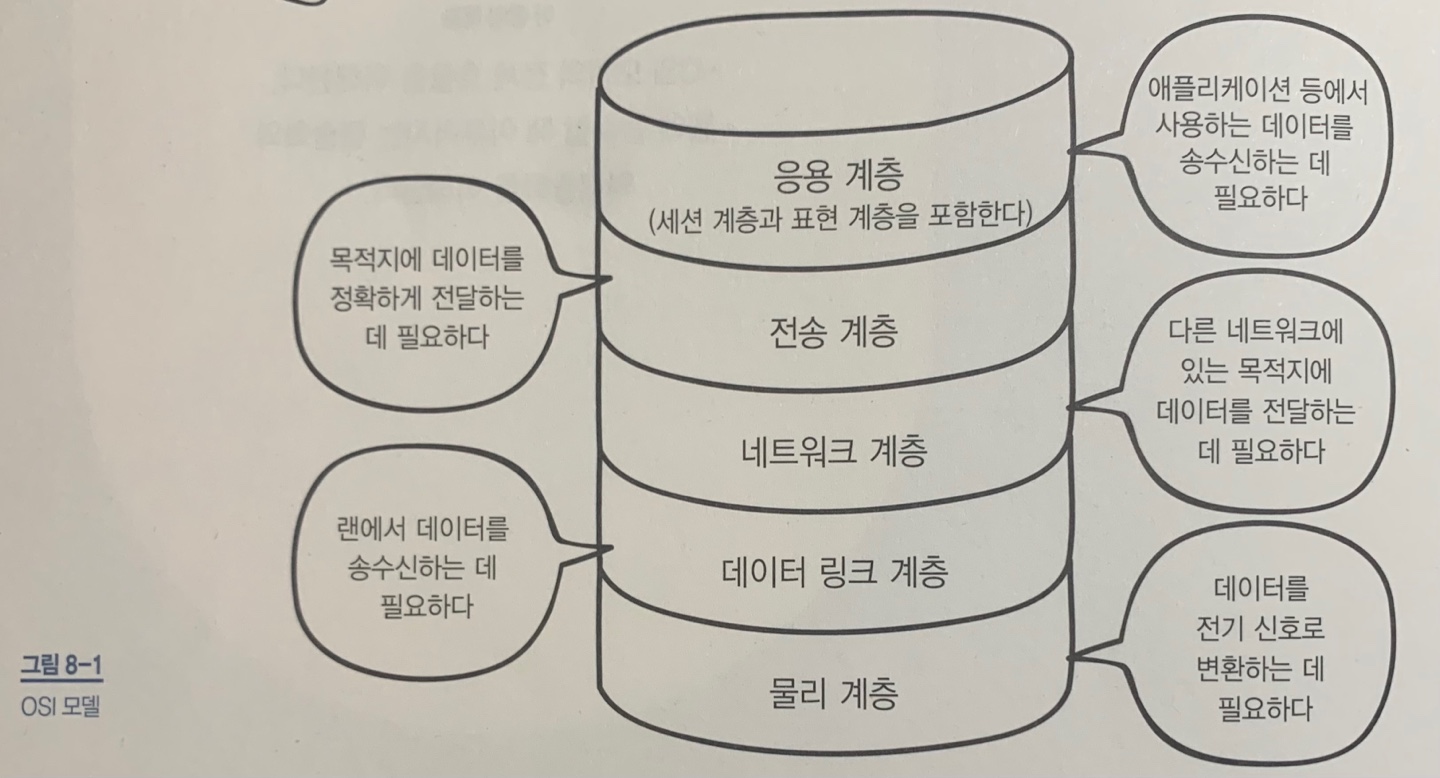 애플리케이션 등에서
사용하는 데이터를
송수신하는 데
필요하다
응용 계층
(세션 계층과 표현 계층을 포함한다)
목적지에 데이터를
정확하게 전달하는
데 필요하다
전송 계층
다른 네트워크에
있는 목적지에
데이터를 전달하는
데 필요하다
네트워크 계층
랜에서 데이터를
송수신하는 데
필요하다
데이터 링크 계층
데이터를
전기 신호로
변환하는 데
필요하다
물리 계층
그림 8-1
OSI 모델